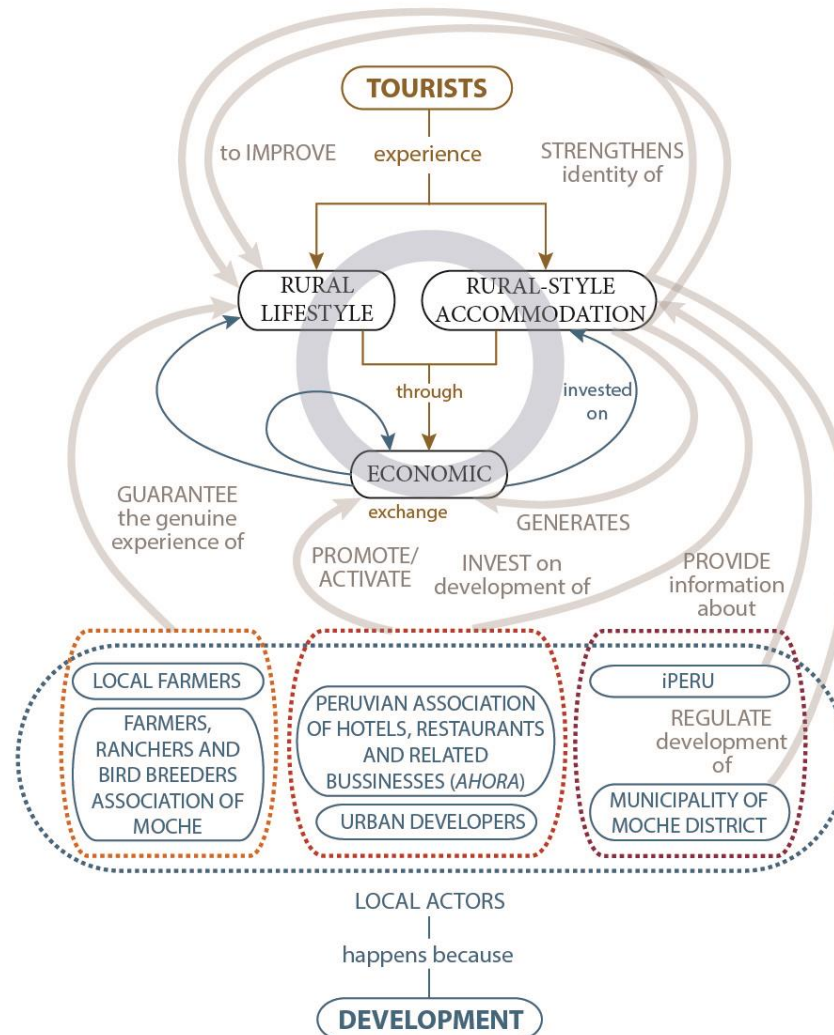 TOURISTS
to IMPROVE
experience
STRENGTHENS
identity of
RURAL
LIFESTYLE
RURAL-STYLE
ACCOMMODATION
through
invested
on
ECONOMIC
exchange
GUARANTEE
the genuine
experience of
PROMOTE/
ACTIVATE
GENERATES
INVEST on
development of
PROVIDE
information
about
LOCAL FARMERS
FARMERS,
RANCHERS AND
BIRD BREEDERS
ASSOCIATION OF
MOCHE
PERUVIAN ASSOCIATION
OF HOTELS, RESTAURANTS
AND RELATED
BUSSINESSES (AHORA)
URBAN DEVELOPERS
iPERU
REGULATE
development
of
MUNICIPALITY OF
MOCHE DISTRICT
LOCAL ACTORS
happens because
DEVELOPMENT